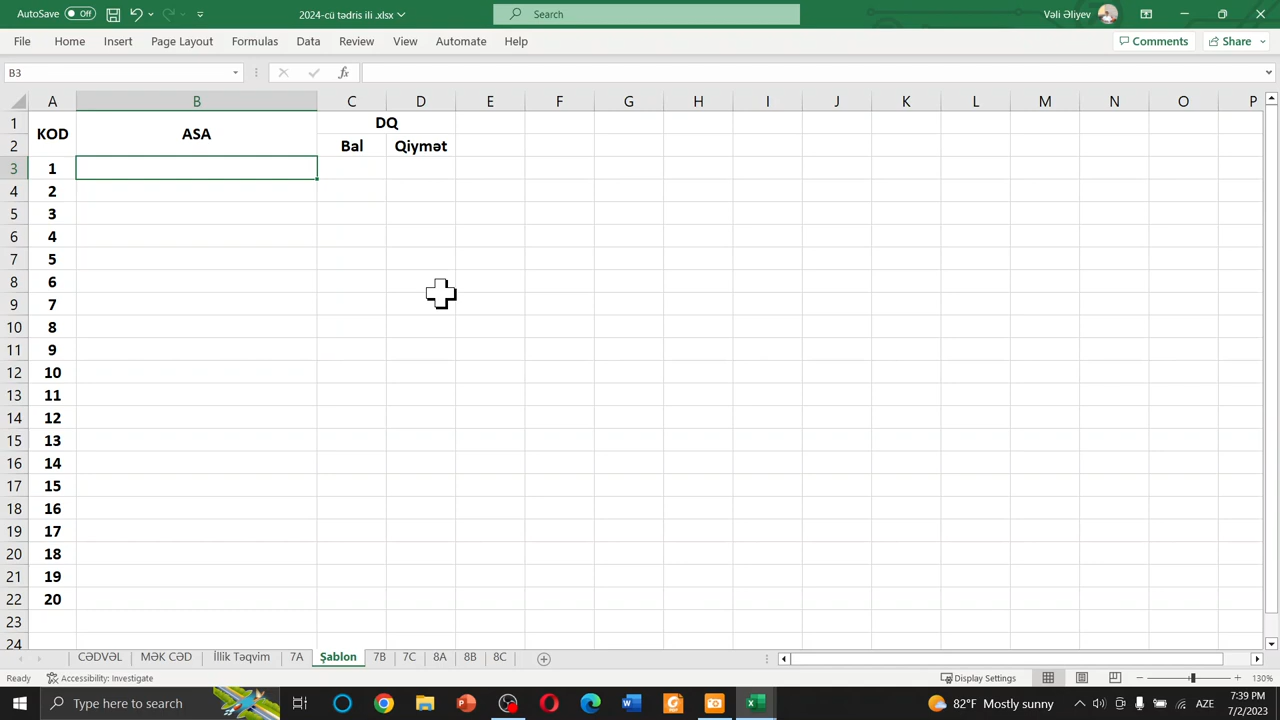 AutoSave Off 2024-cü tədris ili .xlsx Search Vəli Əliyev
File Home Insert Page Layout Formulas Data Review View Automate Help Comments Share
B3 fx
A B C D E F G H I J K L M N O P
1 KOD ASA DQ
2 Bal Qiymət
3 1
4 2
5 3
6 4
7 5
8 6
9 7
10 8
11 9
12 10
13 11
14 12
15 13
16 14
17 15
18 16
19 17
20 18
21 19
22 20
23
24
CƏDVƏL MƏK CƏD İllik Təqvim 7A Şablon 7B 7C 8A 8B 8C
Ready Accessibility: Investigate Display Settings 130%
Type here to search 82°F Mostly sunny AZE 7:39 PM
7/2/2023